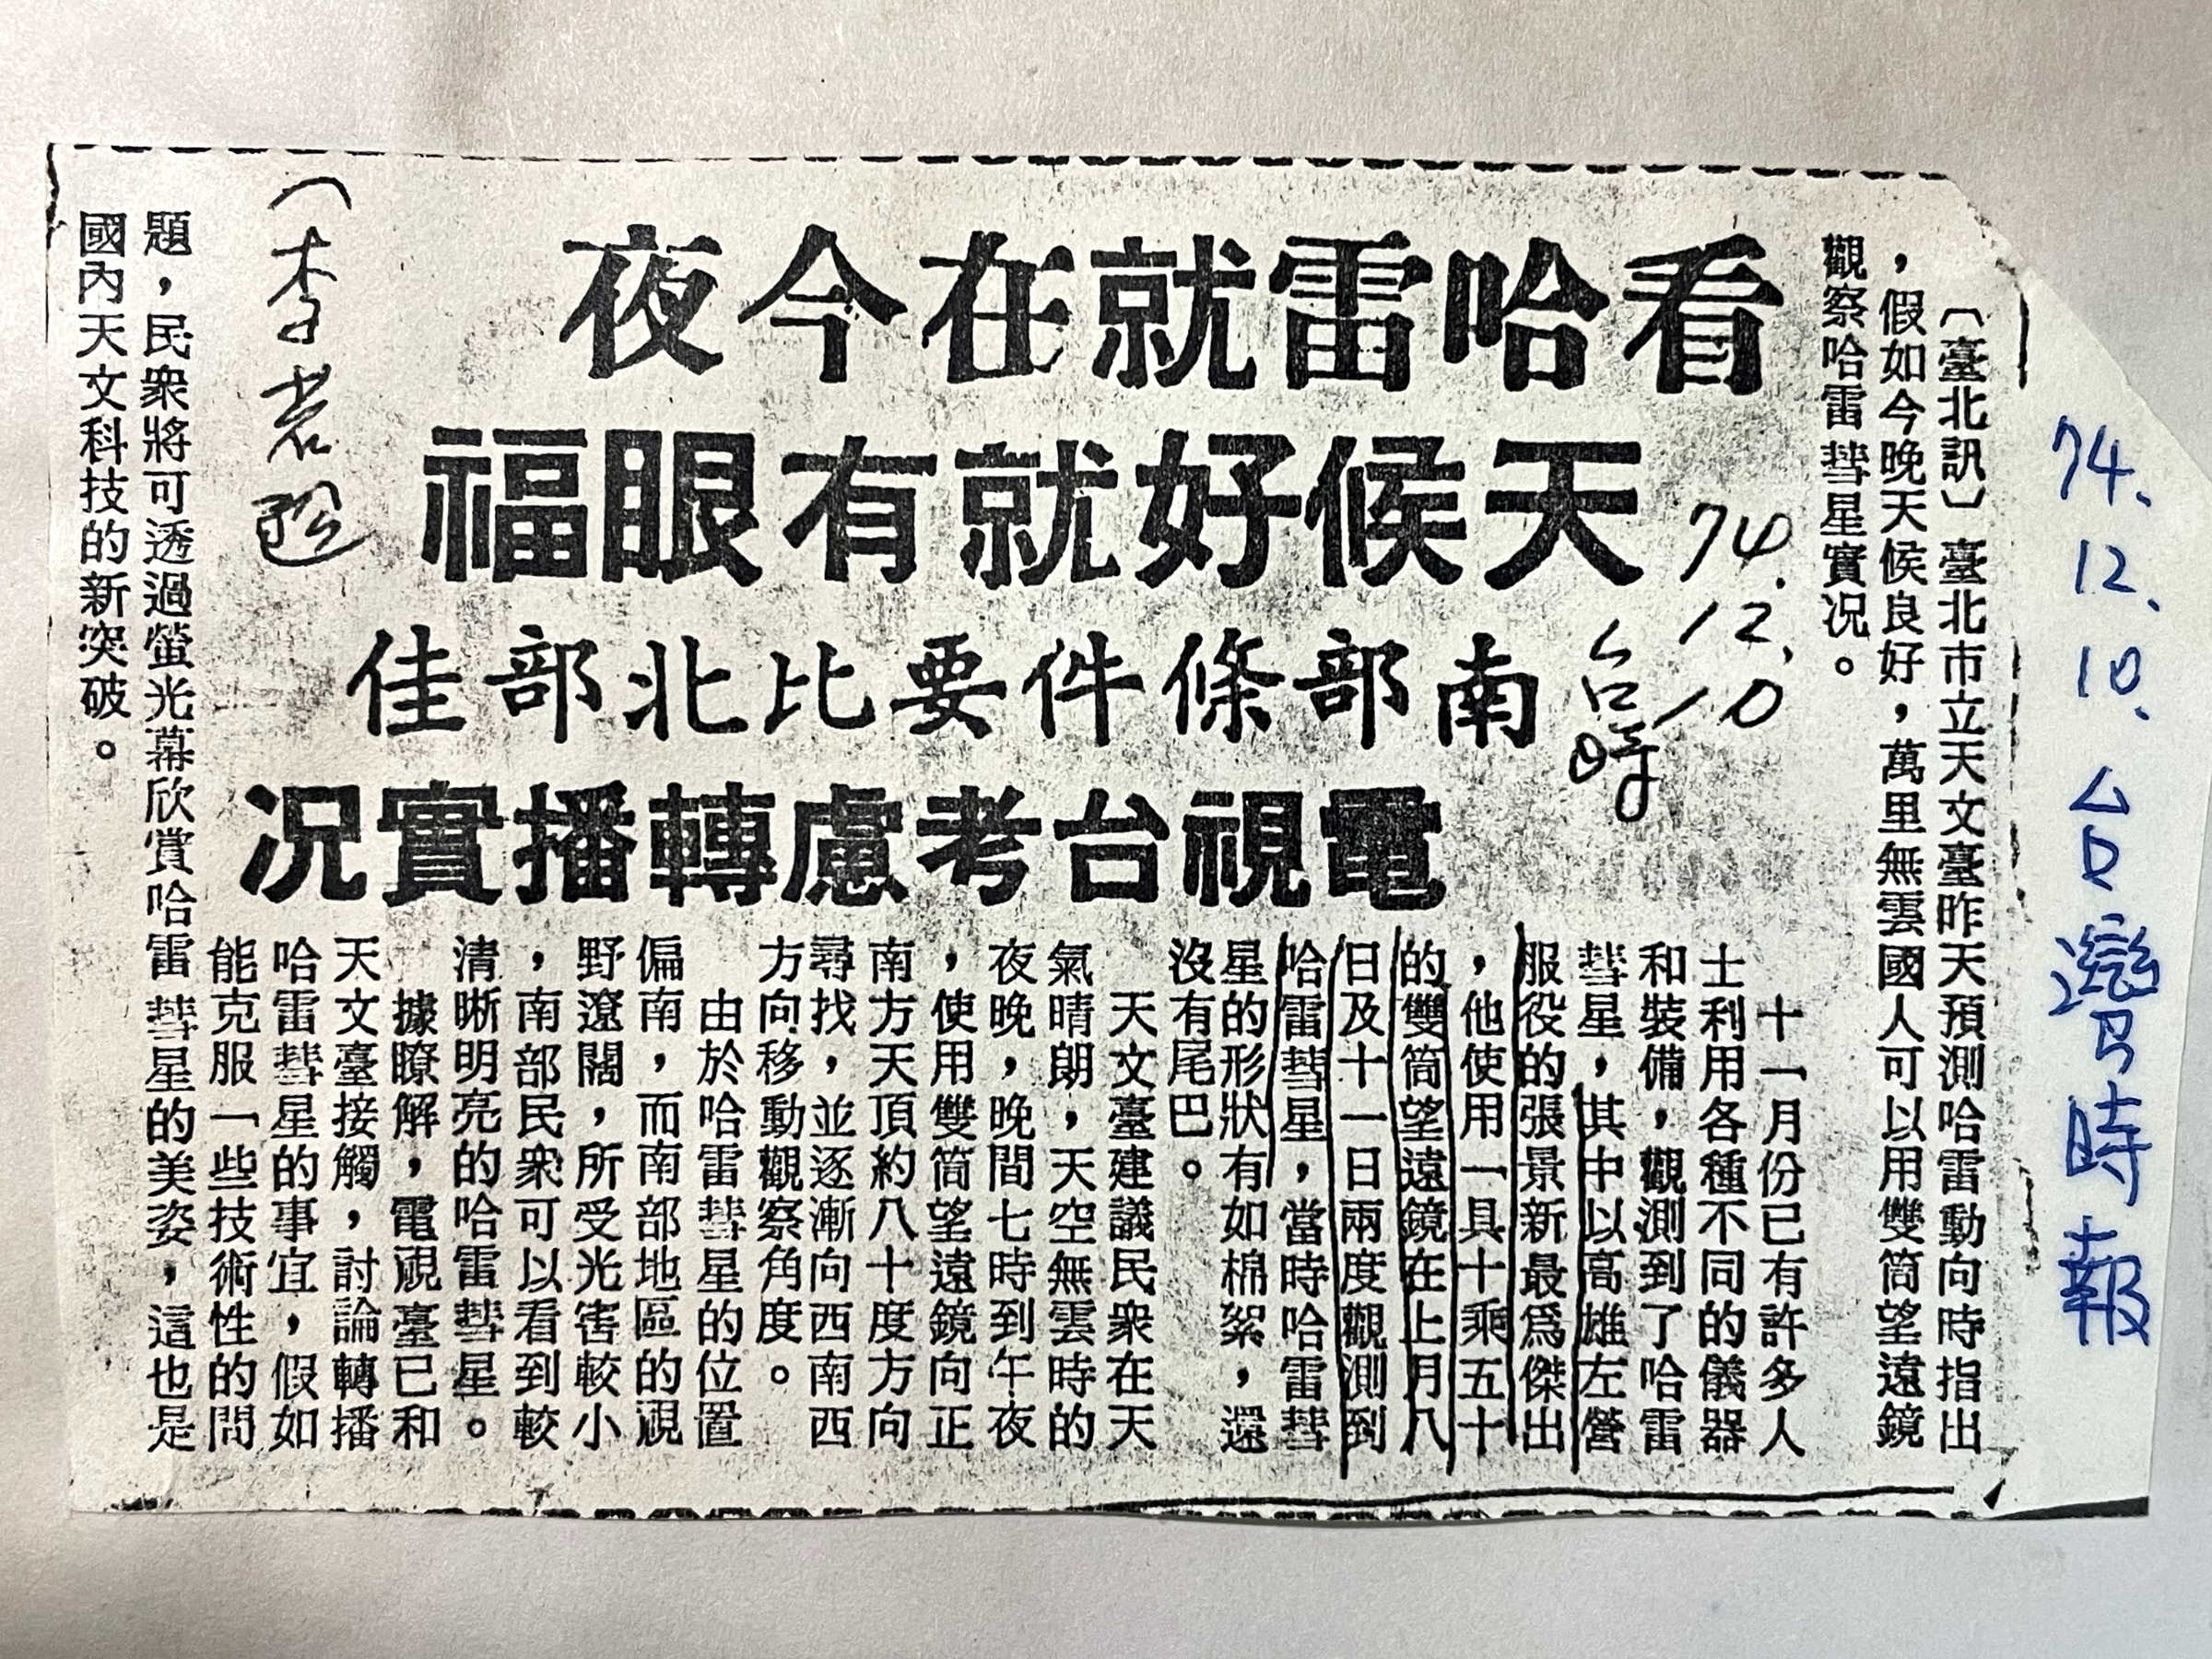 看哈雷就在今夜
天候好就有眼福
南部條件要比北部佳
電視台考慮轉播實況
〔臺北訊〕臺北市立天文臺昨天預測哈雷動向時指出
，假如今晚天候良好，萬里無雲國人可以用雙筒望遠鏡
觀察哈雷彗星實況。
十一月份已有許多人
士利用各種不同的儀器
和裝備，觀測到了哈雷
彗星，其中以高雄左營
服役的張景新最為傑出
，他使用一具十乘五十
的雙筒望遠鏡在上月八
日及十一日兩度觀測到
哈雷彗星，當時哈雷彗
星的形狀有如棉絮，還
沒有尾巴。
天文臺建議民衆在天
氣晴朗，天空無雲時的
夜晚，晚間七時到午夜
，使用雙筒望遠鏡向正
南方天頂約八十度方向
尋找，並逐漸向西南西
方向移動觀察角度。
由於哈雷彗星的位置
偏南，而南部地區的視
野遼闊，所受光害較小
，南部民衆可以看到較
清晰明亮的哈雷彗星。
據瞭解，電視臺已和
天文臺接觸，討論轉播
哈雷彗星的事宜，假如
能克服一些技術性的問
題，民衆將可透過螢光幕欣賞哈雷彗星的美姿，這也是
國內天文科技的新突破。
74.12.10
台時
74.12.10.台灣時報